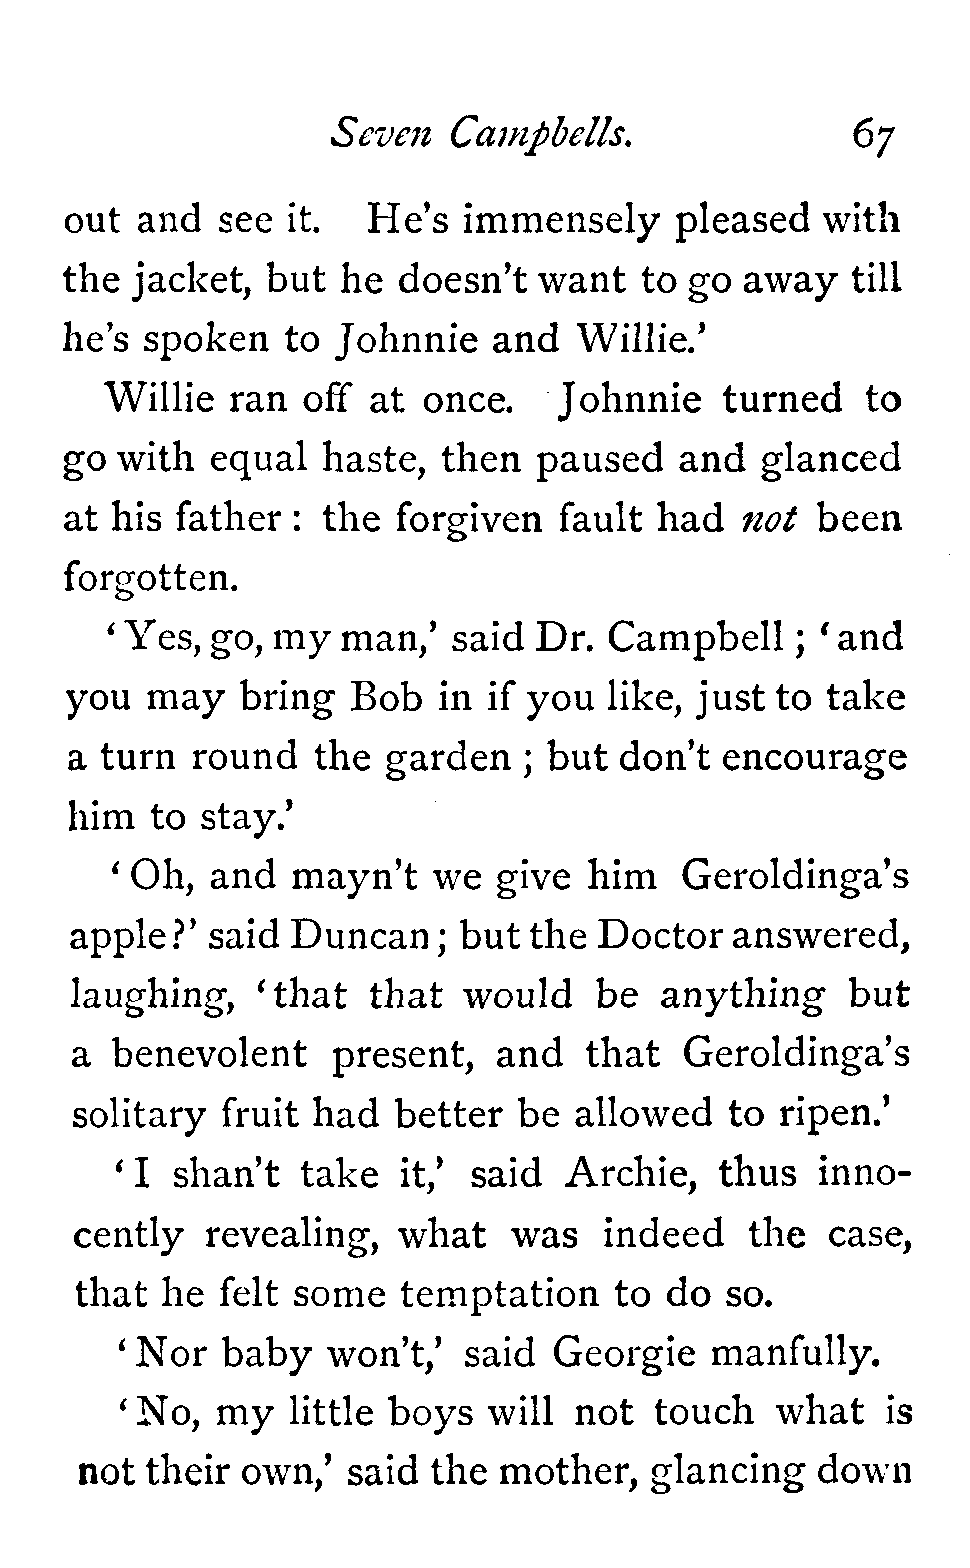 Seven Campbells. 67
out and see it. He's immensely pleased with
the jacket, but he doesn't want to go away till
he's spoken to Johnnie and Willie.'
Willie ran off at once. Johnnie turned to
go with equal haste, then paused and glanced
at his father : the forgiven fault had not been
forgotten.
'Yes, go, my man,' said Dr. Campbell ; 'and
you may bring Bob in if you like, just to take
a turn round the garden ; but don't encourage
him to stay.'
'Oh, and mayn't we give him Geroldinga's
apple?' said Duncan ; but the Doctor answered,
laughing, 'that that would be anything but
a benevolent present, and that Geroldinga's
solitary fruit had better be allowed to ripen.'
'I shan't take it,' said Archie, thus inno-
cently revealing, what was indeed the case,
that he felt some temptation to do so.
'Nor baby won't,' said Georgie manfully.
'No, my little boys will not touch what is
not their own,' said the mother, glancing down